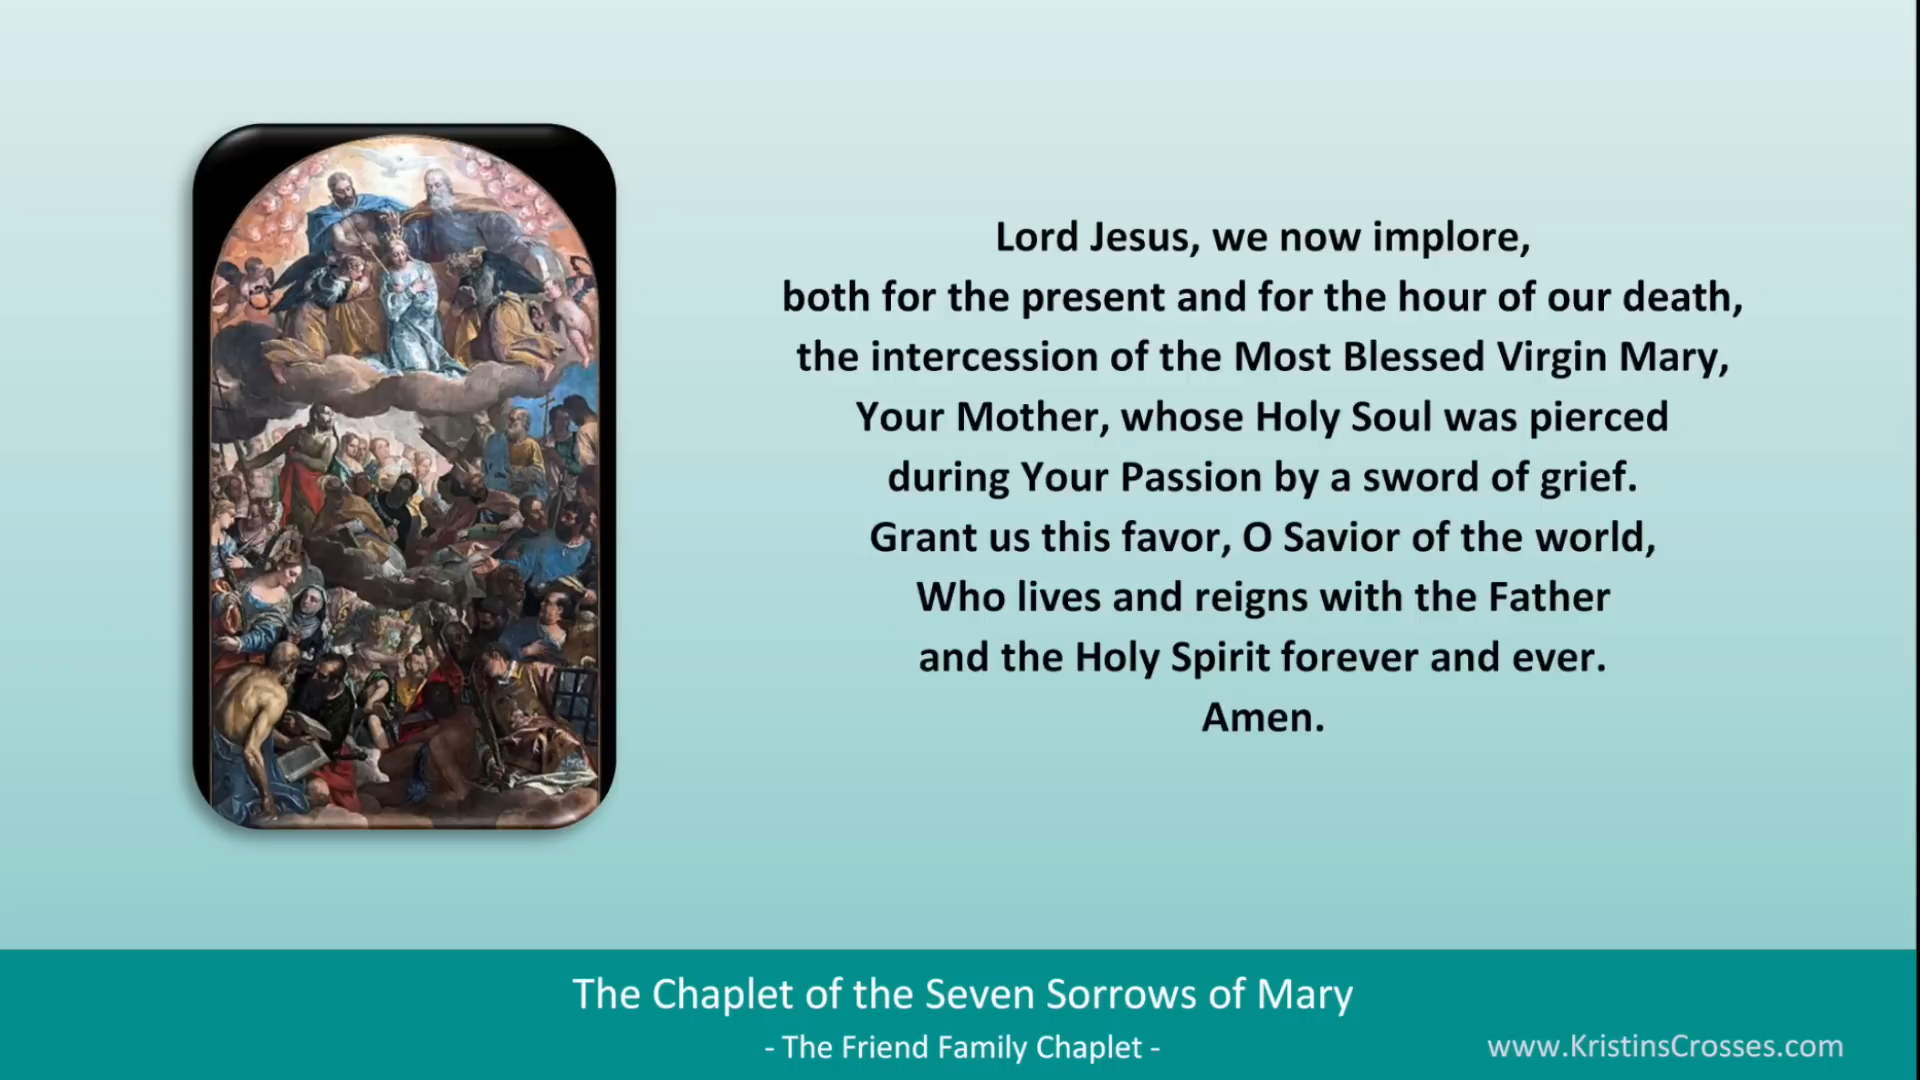 Lord Jesus, we now implore,
both for the present and for the hour of our death,
the intercession of the Most Blessed Virgin Mary,
Your Mother, whose Holy Soul was pierced
during Your Passion by a sword of grief.
Grant us this favor, O Savior of the world,
Who lives and reigns with the Father
and the Holy Spirit forever and ever.
Amen.
The Chaplet of the Seven Sorrows of Mary
- The Friend Family Chaplet -
www.KristinsCrosses.com